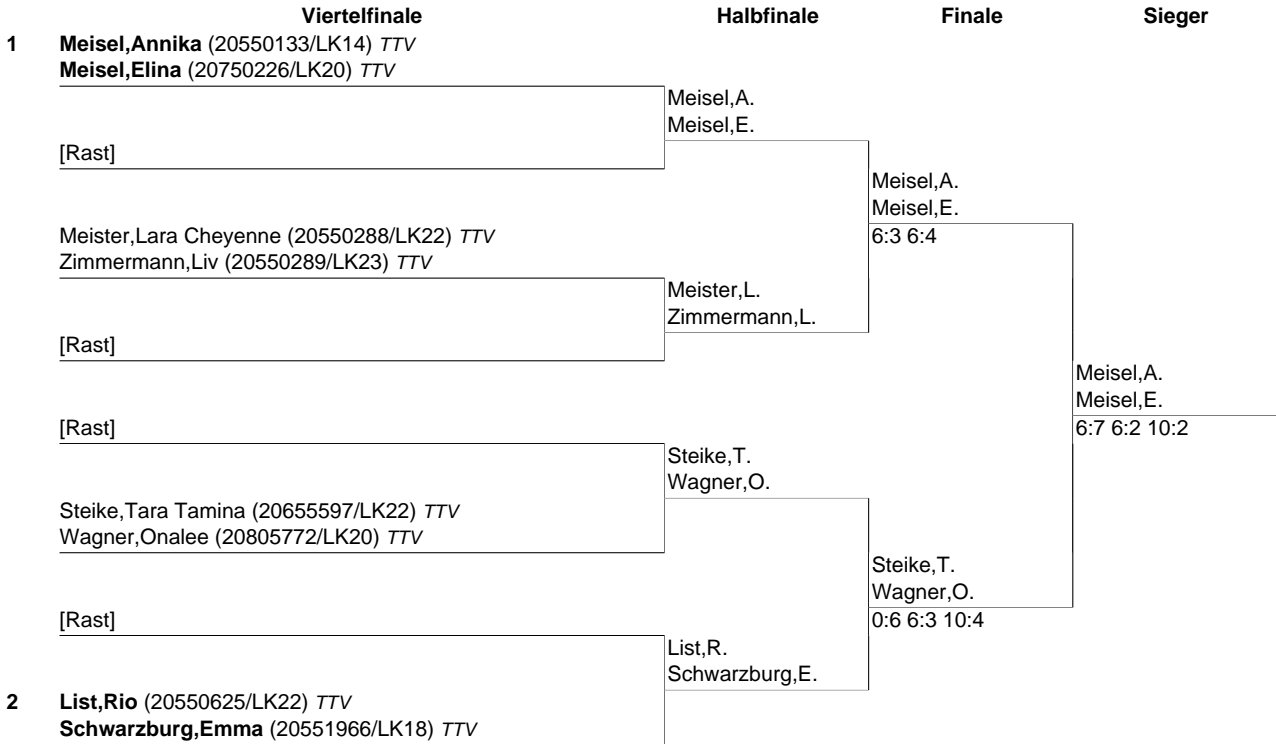 Viertelfinale Halbfinale Finale Sieger
1 Meisel,Annika (20550133/LK14) TTV
Meisel,Elina (20750226/LK20) TTV
Meisel,A.
Meisel,E.
[Rast]
Meisel,A.
Meisel,E.
Meister,Lara Cheyenne (20550288/LK22) TTV 6:3 6:4
Zimmermann,Liv (20550289/LK23) TTV
Meister,L.
Zimmermann,L.
[Rast]
Meisel,A.
Meisel,E.
[Rast] 6:7 6:2 10:2
Steike,T.
Wagner,O.
Steike,Tara Tamina (20655597/LK22) TTV
Wagner,Onalee (20805772/LK20) TTV
Steike,T.
Wagner,O.
[Rast] 0:6 6:3 10:4
List,R.
Schwarzburg,E.
2 List,Rio (20550625/LK22) TTV
Schwarzburg,Emma (20551966/LK18) TTV